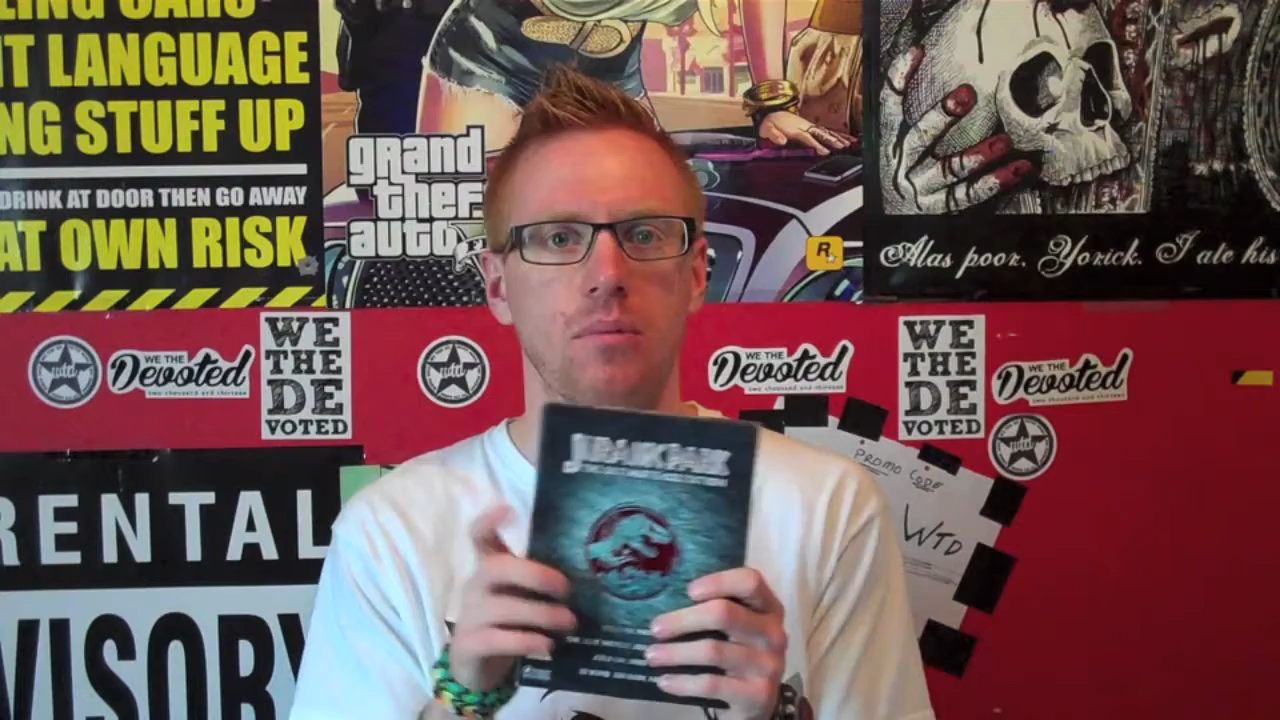 LING CARS
T LANGUAGE
NG STUFF UP
DRINK AT DOOR THEN GO AWAY
AT OWN RISK
grand
theft
auto
V
R
Alas poor, Yorick. I ate his
wtd
WE THE
Devoted
two thousand and thirteen
WE
THE
DE
VOTED
wtd
WE THE
Devoted
two thousand and thirteen
WE
THE
DE
VOTED
WE THE
Devoted
two thousand and thirteen
wtd
PROMO CODE
WTD
RENTAL
VISORY
JURASSIC PARK